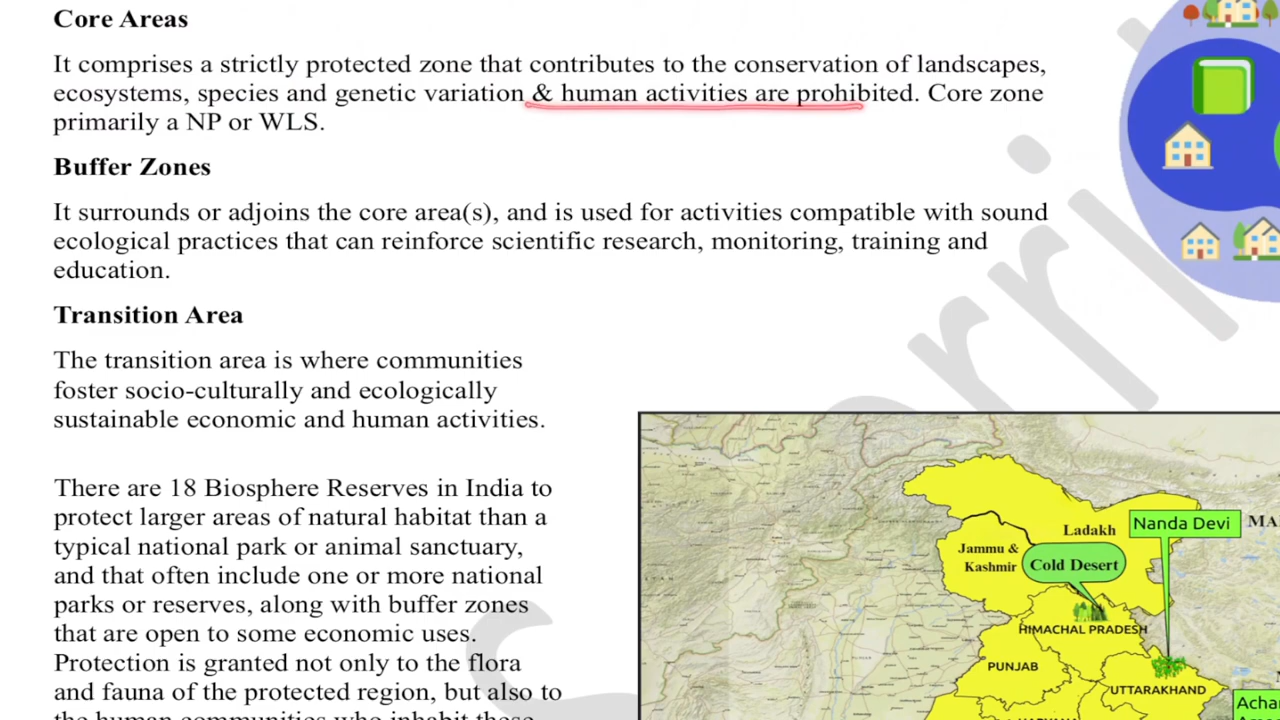 Core Areas
It comprises a strictly protected zone that contributes to the conservation of landscapes,
ecosystems, species and genetic variation & human activities are prohibited. Core zone
primarily a NP or WLS.
Buffer Zones
It surrounds or adjoins the core area(s), and is used for activities compatible with sound
ecological practices that can reinforce scientific research, monitoring, training and
education.
Transition Area
The transition area is where communities
foster socio-culturally and ecologically
sustainable economic and human activities.
There are 18 Biosphere Reserves in India to
protect larger areas of natural habitat than a
typical national park or animal sanctuary,
and that often include one or more national
parks or reserves, along with buffer zones
that are open to some economic uses.
Protection is granted not only to the flora
and fauna of the protected region, but also to
the human communities who inhabit these
Ladakh
Nanda Devi
Jammu &
Kashmir
Cold Desert
HIMACHAL PRADESH
PUNJAB
UTTARAKHAND